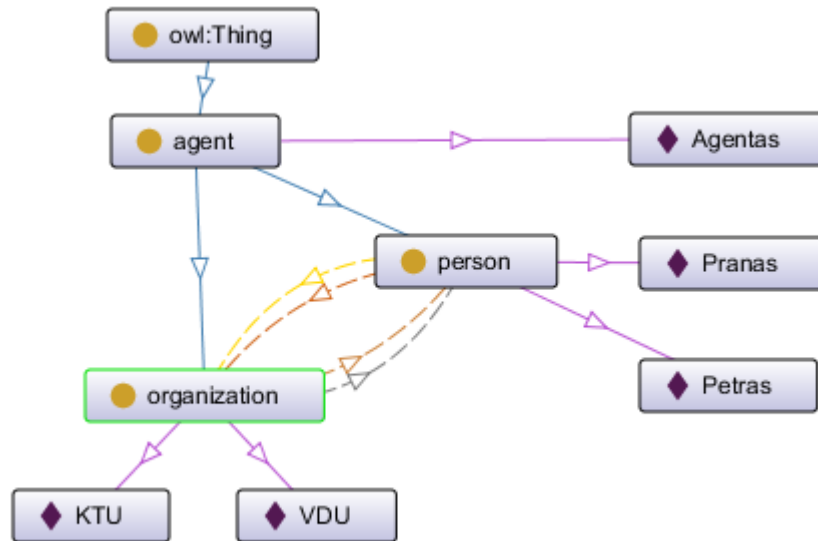 owl:Thing
agent
Agentas
person
Pranas
organization
Petras
KTU
VDU